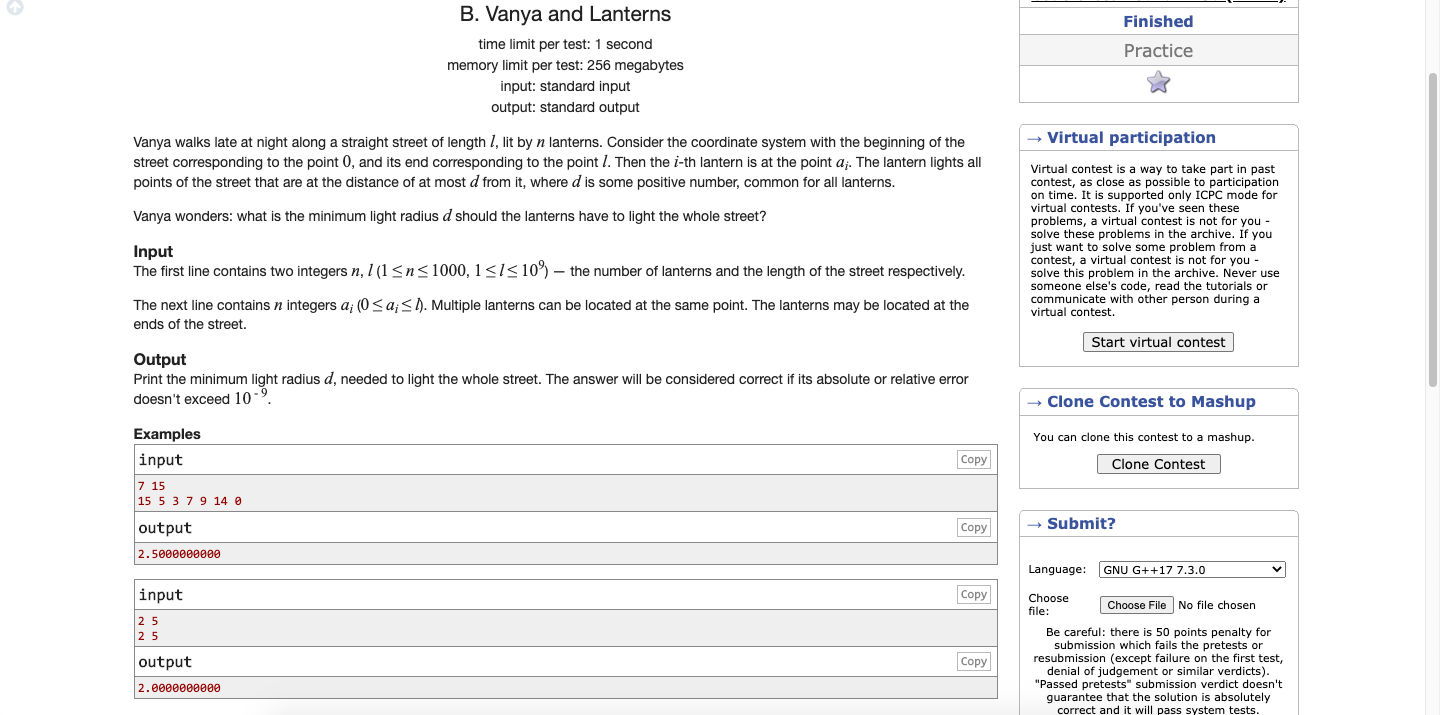 B. Vanya and Lanterns
time limit per test: 1 second
memory limit per test: 256 megabytes
input: standard input
output: standard output
Vanya walks late at night along a straight street of length l, lit by n lanterns. Consider the coordinate system with the beginning of the
street corresponding to the point 0, and its end corresponding to the point l. Then the i-th lantern is at the point aᵢ. The lantern lights all
points of the street that are at the distance of at most d from it, where d is some positive number, common for all lanterns.
Vanya wonders: what is the minimum light radius d should the lanterns have to light the whole street?
Input
The first line contains two integers n, l (1 ≤ n ≤ 1000, 1 ≤ l ≤ 10⁹) — the number of lanterns and the length of the street respectively.
The next line contains n integers aᵢ (0 ≤ aᵢ ≤ l). Multiple lanterns can be located at the same point. The lanterns may be located at the
ends of the street.
Output
Print the minimum light radius d, needed to light the whole street. The answer will be considered correct if its absolute or relative error
doesn't exceed 10⁻⁹.
Examples
input
Copy
7 15
15 5 3 7 9 14 0
output
Copy
2.5000000000
input
Copy
2 5
2 5
output
Copy
2.0000000000
Finished
Practice
→ Virtual participation
Virtual contest is a way to take part in past
contest, as close as possible to participation
on time. It is supported only ICPC mode for
virtual contests. If you've seen these
problems, a virtual contest is not for you -
solve these problems in the archive. If you
just want to solve some problem from a
contest, a virtual contest is not for you -
solve this problem in the archive. Never use
someone else's code, read the tutorials or
communicate with other person during a
virtual contest.
Start virtual contest
→ Clone Contest to Mashup
You can clone this contest to a mashup.
Clone Contest
→ Submit?
Language: GNU G++17 7.3.0
Choose
file:
Choose File No file chosen
Be careful: there is 50 points penalty for
submission which fails the pretests or
resubmission (except failure on the first test,
denial of judgement or similar verdicts).
"Passed pretests" submission verdict doesn't
guarantee that the solution is absolutely
correct and it will pass system tests.